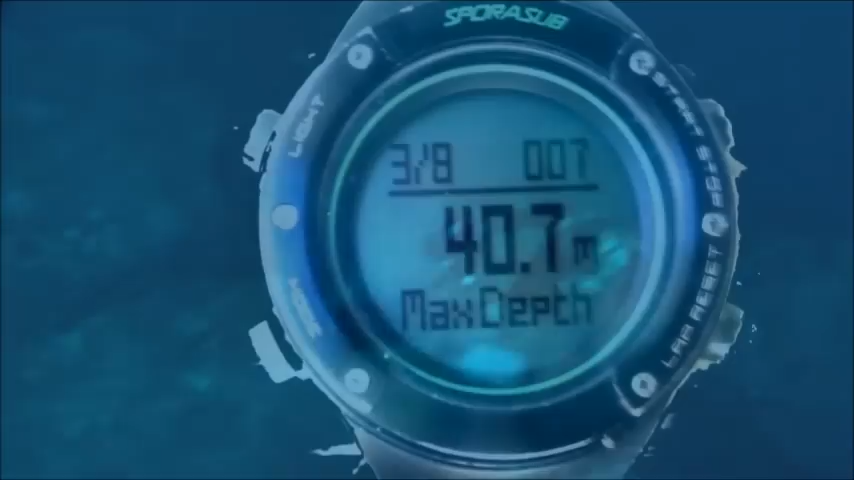 SPORASUB
LIGHT
START STOP
3/8 007
40.7 m
MaxDepth
MODE
LAP RESET